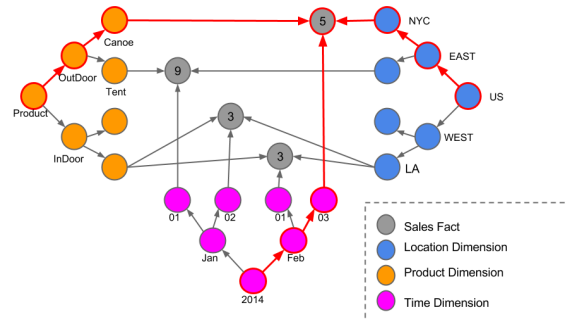 5
NYC
Canoe
EAST
OutDoor
9
Tent
US
Product
3
WEST
InDoor
3
LA
01
02
01
03
Sales Fact
Jan
Feb
Location Dimension
Product Dimension
2014
Time Dimension